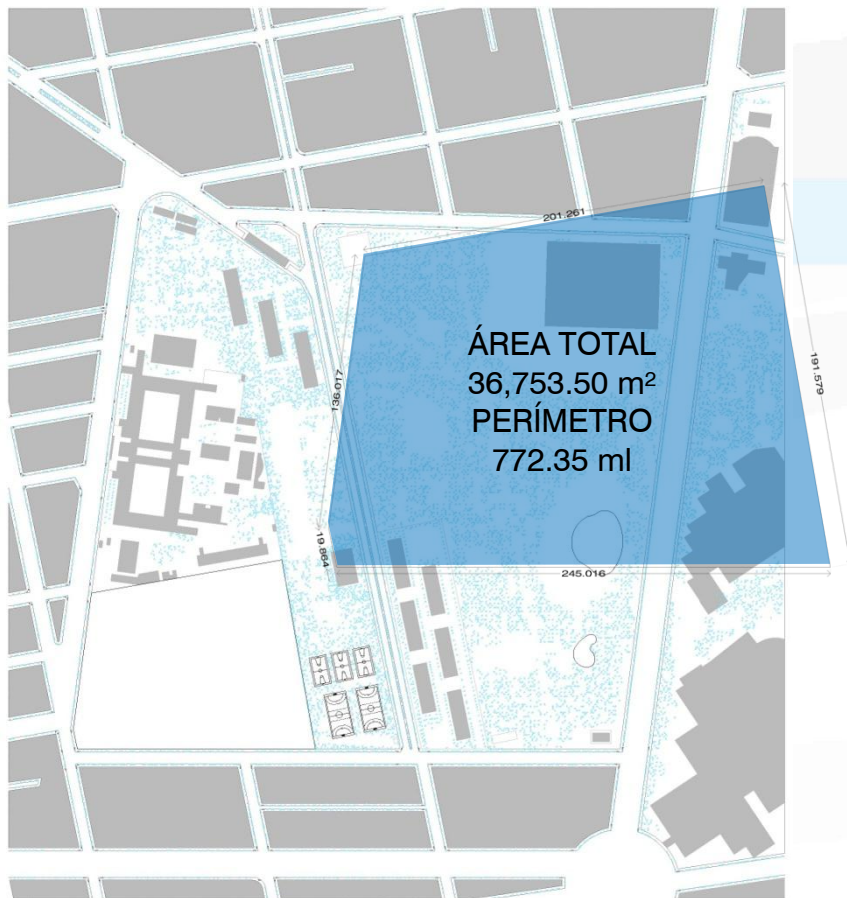 201.261
136.017
191.579
ÁREA TOTAL
36,753.50 m²
PERÍMETRO
772.35 ml
19.864
245.016